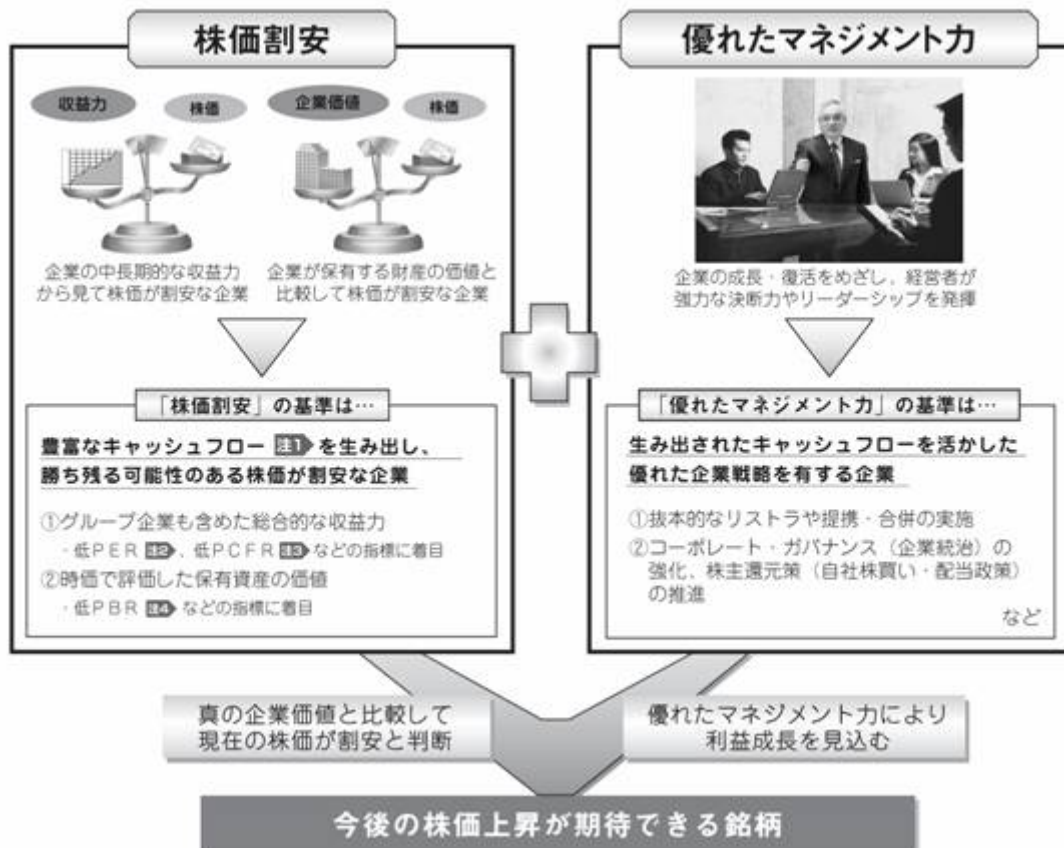 株価割安
収益力
株価
企業価値
株価
企業の中長期的な収益力
から見て株価が割安な企業
企業が保有する財産の価値と
比較して株価が割安な企業
「株価割安」の基準は…
豊富なキャッシュフロー 注1 を生み出し、
勝ち残る可能性のある株価が割安な企業
①グループ企業も含めた総合的な収益力
・低PER 注2 、低PCFR 注3 などの指標に着目
②時価で評価した保有資産の価値
・低PBR 注4 などの指標に着目
優れたマネジメント力
企業の成長・復活をめざし、経営者が
強力な決断力やリーダーシップを発揮
「優れたマネジメント力」の基準は…
生み出されたキャッシュフローを活かした
優れた企業戦略を有する企業
①抜本的なリストラや提携・合併の実施
②コーポレート・ガバナンス（企業統治）の
強化、株主還元策（自社株買い・配当政策）
の推進
など
真の企業価値と比較して
現在の株価が割安と判断
優れたマネジメント力により
利益成長を見込む
今後の株価上昇が期待できる銘柄